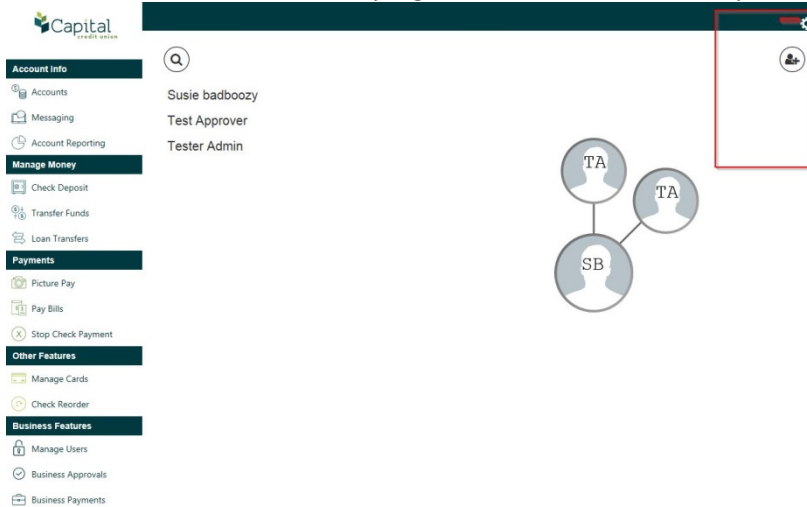 Capital
credit union
Account Info
Accounts
Messaging
Account Reporting
Manage Money
Check Deposit
Transfer Funds
Loan Transfers
Payments
Picture Pay
Pay Bills
Stop Check Payment
Other Features
Manage Cards
Check Reorder
Business Features
Manage Users
Business Approvals
Business Payments
Susie badboozy
Test Approver
Tester Admin
TA
TA
SB